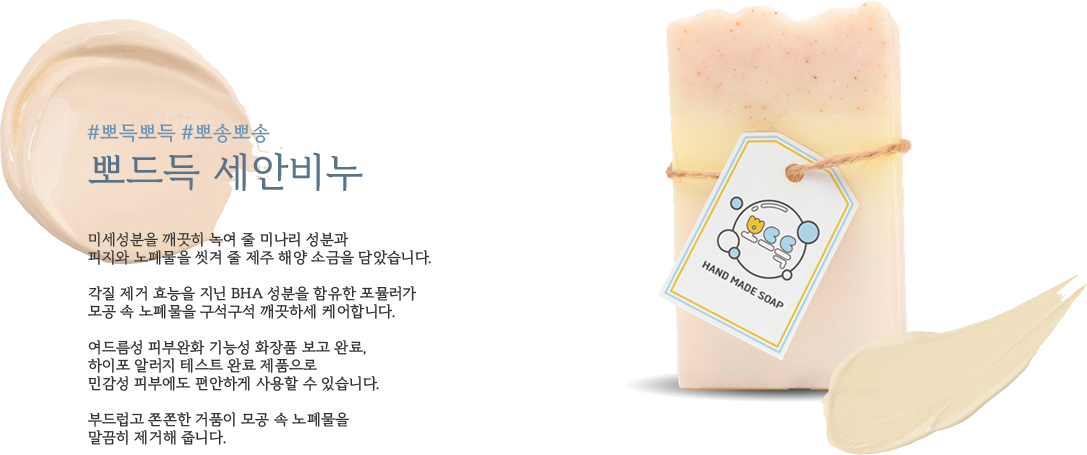 #뽀득뽀득 #뽀송뽀송
뽀드득 세안비누
미세성분을 깨끗히 녹여 줄 미나리 성분과
피지와 노폐물을 씻겨 줄 제주 해양 소금을 담았습니다.
각질 제거 효능을 지닌 BHA 성분을 함유한 포뮬러가
모공 속 노폐물을 구석구석 깨끗하세 케어합니다.
여드름성 피부완화 기능성 화장품 보고 완료,
하이포 알러지 테스트 완료 제품으로
민감성 피부에도 편안하게 사용할 수 있습니다.
부드럽고 쫀쫀한 거품이 모공 속 노폐물을
말끔히 제거해 줍니다.
HAND MADE SOAP